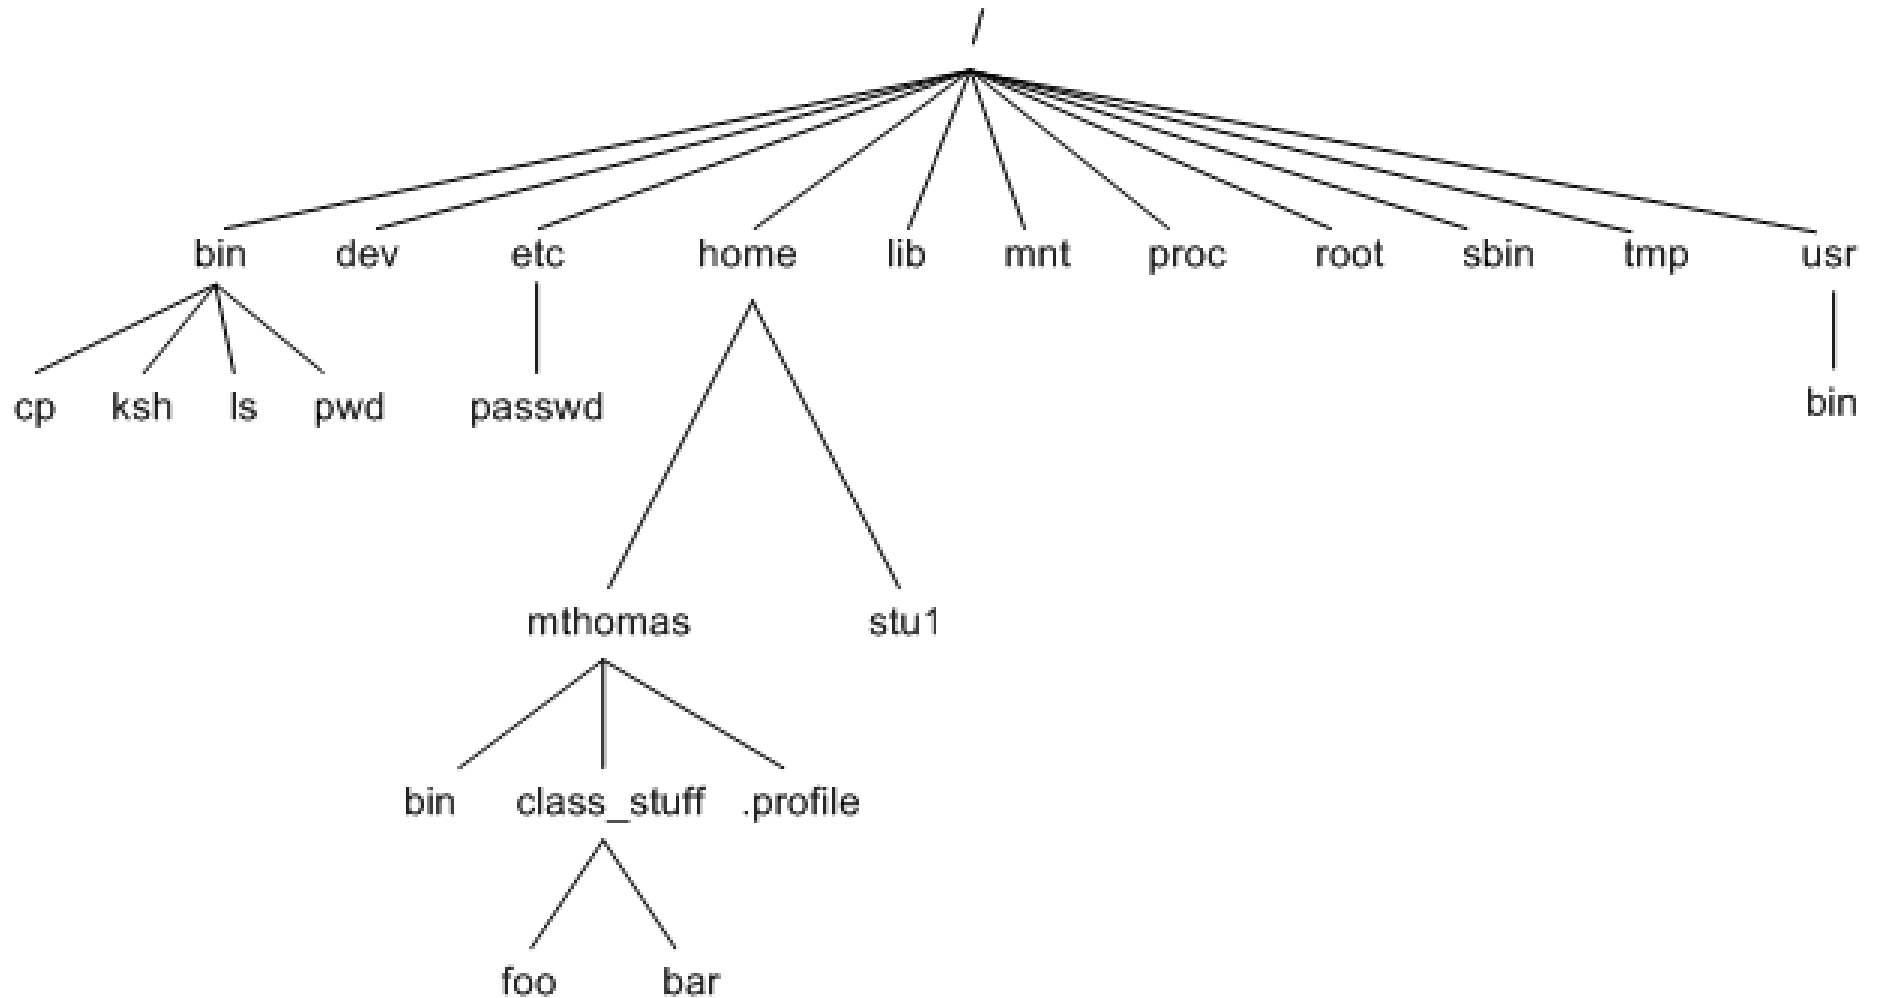 /
bin dev etc home lib mnt proc root sbin tmp usr
cp ksh ls pwd passwd bin
mthomas stu1
bin class_stuff .profile
foo bar